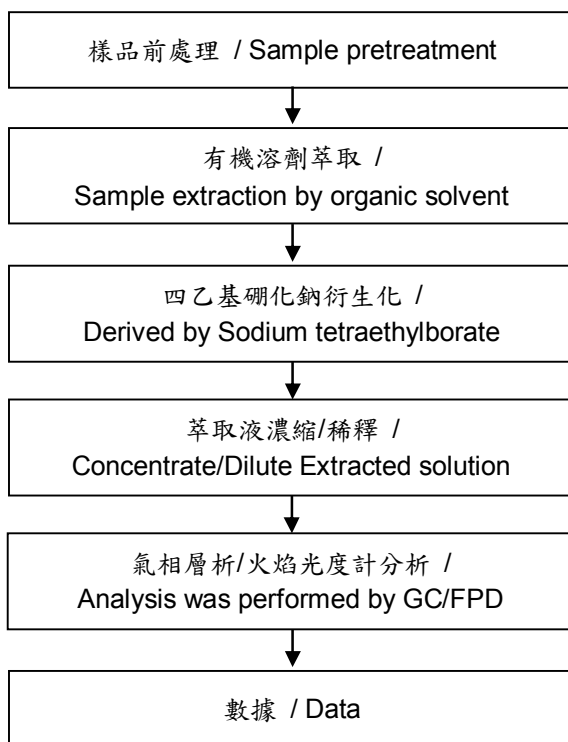 樣品前處理 / Sample pretreatment
有機溶劑萃取 /
Sample extraction by organic solvent
四乙基硼化鈉衍生化 /
Derived by Sodium tetraethylborate
萃取液濃縮/稀釋 /
Concentrate/Dilute Extracted solution
氣相層析/火焰光度計分析 /
Analysis was performed by GC/FPD
數據 / Data